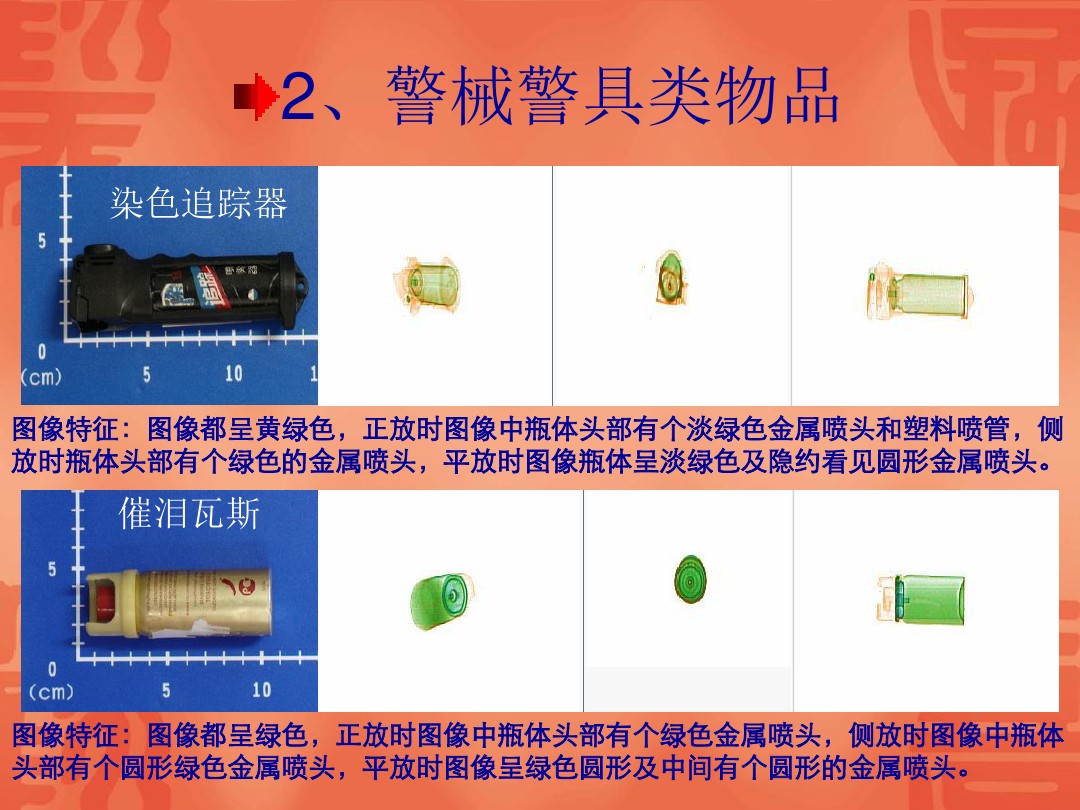 2、警械警具类物品
染色追踪器
5
追踪
0
(cm)
5
10
1
图像特征：图像都呈黄绿色，正放时图像中瓶体头部有个淡绿色金属喷头和塑料喷管，侧
放时瓶体头部有个绿色的金属喷头，平放时图像瓶体呈淡绿色及隐约看见圆形金属喷头。
催泪瓦斯
5
0
(cm)
5
10
图像特征：图像都呈绿色，正放时图像中瓶体头部有个绿色金属喷头，侧放时图像中瓶体
头部有个圆形绿色金属喷头，平放时图像呈绿色圆形及中间有个圆形的金属喷头。